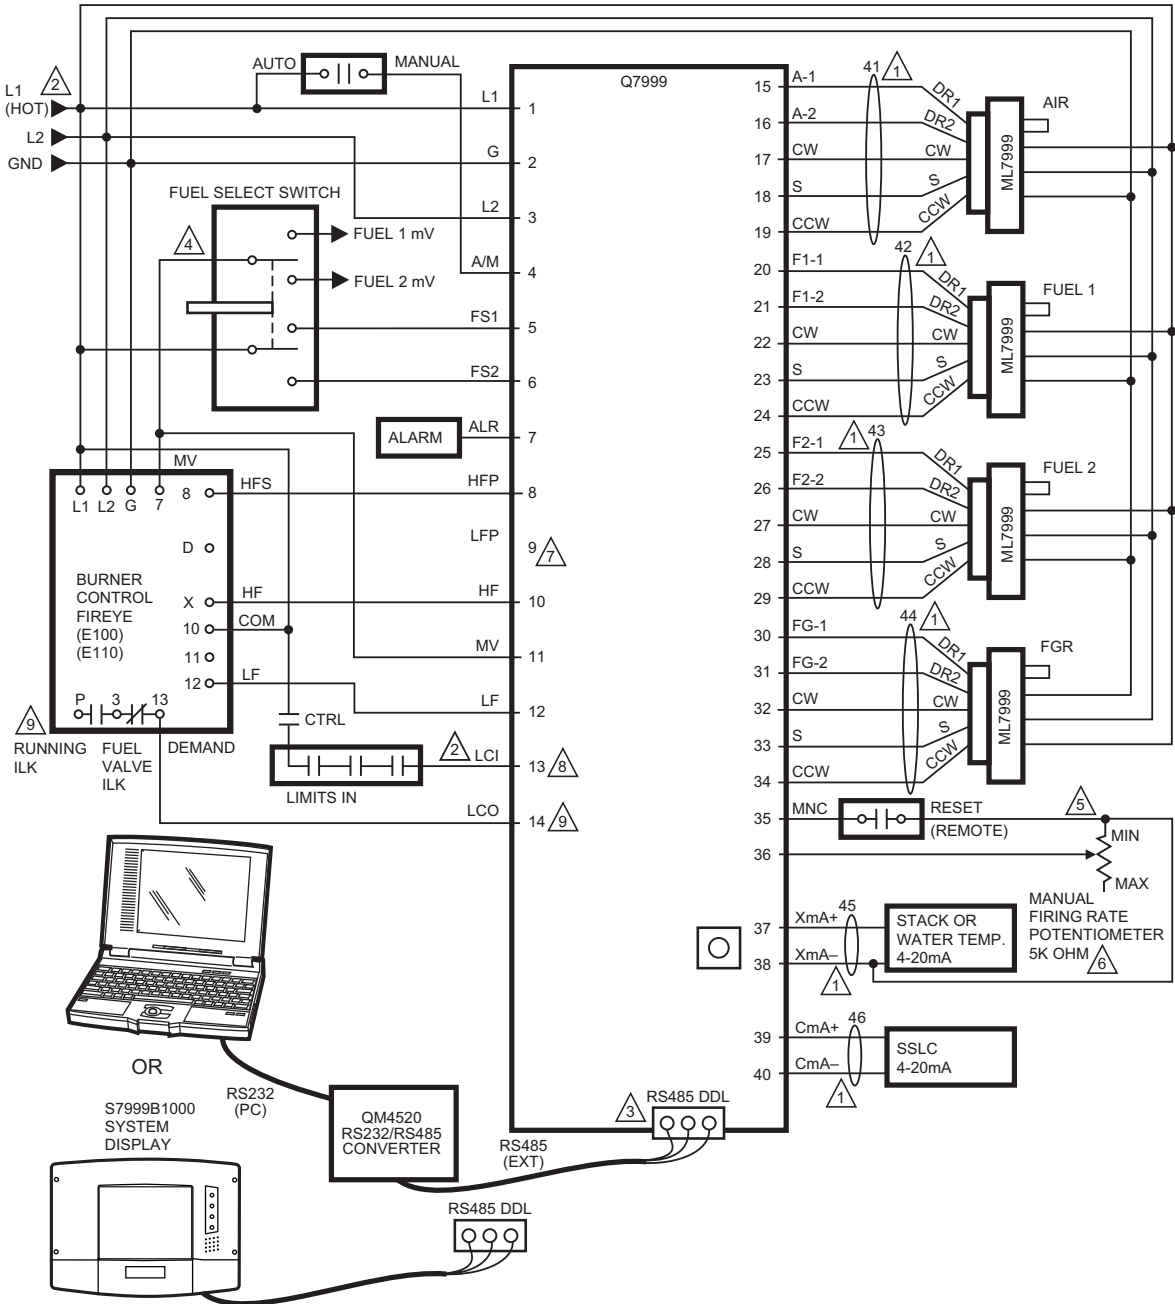 L1
(HOT)
2
L2
GND
AUTO
MANUAL
Q7999
L1
1
G
2
L2
3
A/M
4
FS1
5
FS2
6
ALR
7
HFP
8
LFP
9
7
HF
10
MV
11
LF
12
LCI
13
8
LCO
14
9
FUEL SELECT SWITCH
4
FUEL 1 mV
FUEL 2 mV
ALARM
MV
L1
L2
G
7
8
HFS
D
X
HF
10
COM
11
12
LF
BURNER
CONTROL
FIREYE
(E100)
(E110)
P
3
13
9
RUNNING
ILK
FUEL
VALVE
ILK
DEMAND
CTRL
2
LIMITS IN
15
A-1
41
1
DR1
AIR
16
A-2
DR2
17
CW
CW
ML7999
18
S
S
19
CCW
CCW
20
F1-1
42
1
DR1
FUEL 1
21
F1-2
DR2
22
CW
CW
ML7999
23
S
S
24
CCW
CCW
25
F2-1
1
43
DR1
FUEL 2
26
F2-2
DR2
27
CW
CW
ML7999
28
S
S
29
CCW
CCW
30
FG-1
44
1
DR1
FGR
31
FG-2
DR2
32
CW
CW
ML7999
33
S
S
34
CCW
CCW
35
MNC
RESET
(REMOTE)
5
36
MIN
MAX
MANUAL
FIRING RATE
POTENTIOMETER
5K OHM
6
37
XmA+
45
STACK OR
WATER TEMP.
4-20mA
38
XmA–
1
39
CmA+
46
SSLC
4-20mA
40
CmA–
1
3
RS485 DDL
OR
RS232
(PC)
QM4520
RS232/RS485
CONVERTER
RS485
(EXT)
S7999B1000
SYSTEM
DISPLAY
RS485 DDL